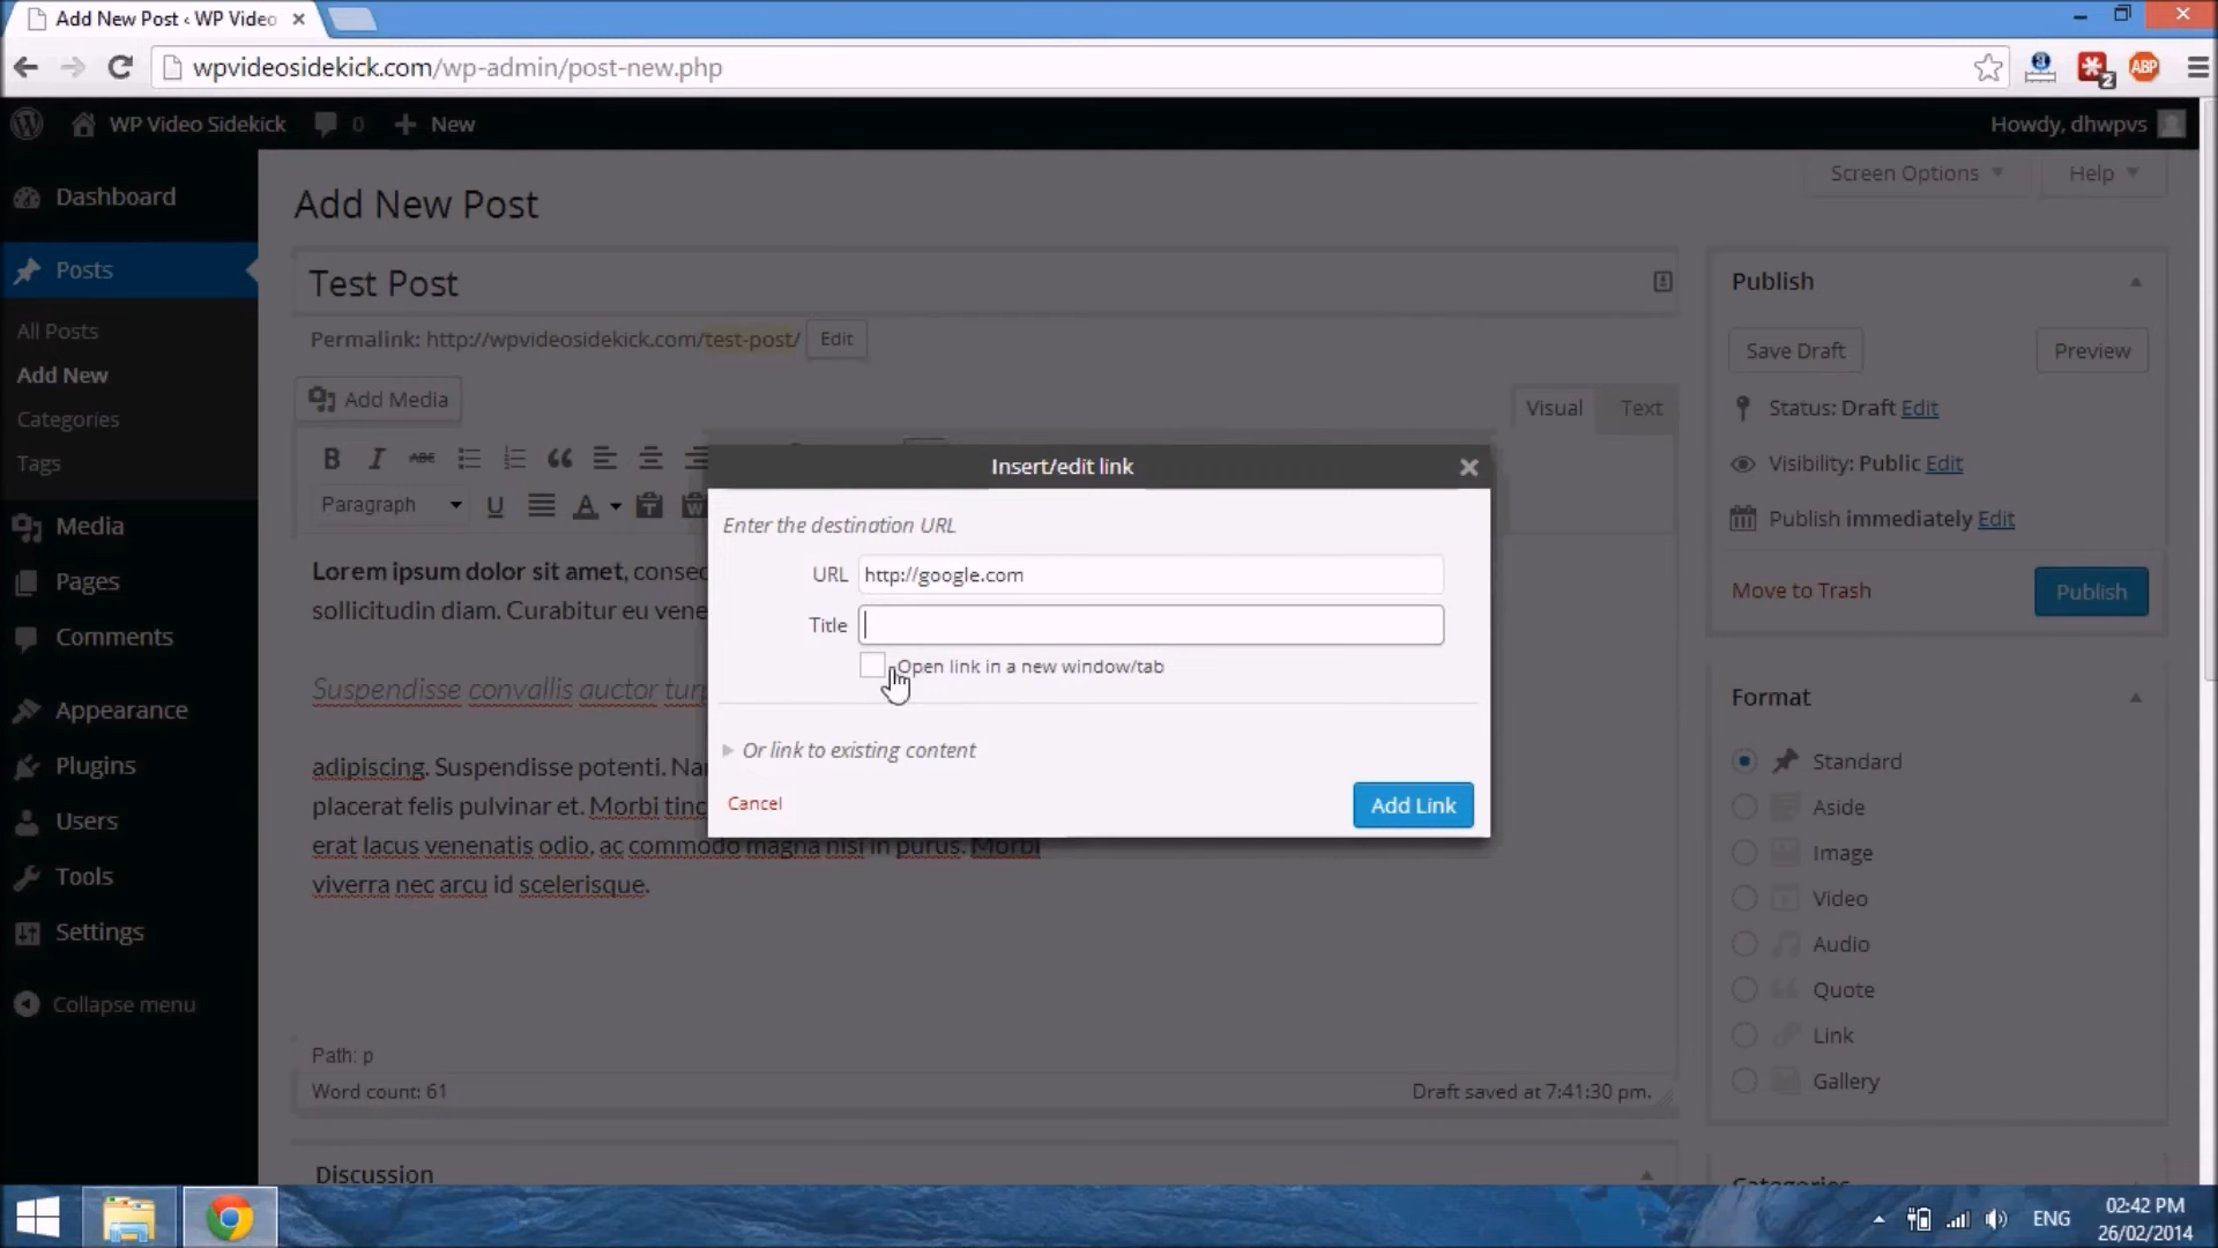 Add New Post ‹ WP Video
wpvideosidekick.com/wp-admin/post-new.php
3
2
ABP
WP Video Sidekick
0
New
Howdy, dhwpvs
Screen Options
Help
Dashboard
Posts
All Posts
Add New
Categories
Tags
Media
Pages
Comments
Appearance
Plugins
Users
Tools
Settings
Collapse menu
Add New Post
Test Post
Permalink: http://wpvideosidekick.com/test-post/
Edit
Add Media
Visual
Text
B I ABC
Paragraph
U
A
T
W
Lorem ipsum dolor sit amet, consec
sollicitudin diam. Curabitur eu vene
Suspendisse convallis auctor turp
adipiscing. Suspendisse potenti. Nar
placerat felis pulvinar et. Morbi tinc
erat lacus venenatis odio, ac commodo magna nisl in purus. Morbi
viverra nec arcu id scelerisque.
Path: p
Word count: 61
Draft saved at 7:41:30 pm.
Discussion
Insert/edit link
Enter the destination URL
URL
http://google.com
Title
Open link in a new window/tab
Or link to existing content
Cancel
Add Link
Publish
Save Draft
Preview
Status: Draft Edit
Visibility: Public Edit
Publish immediately Edit
Move to Trash
Publish
Format
Standard
Aside
Image
Video
Audio
Quote
Link
Gallery
Categories
ENG
02:42 PM
26/02/2014